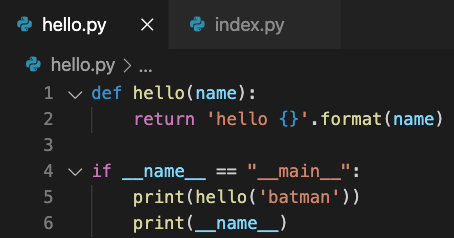 hello.py × index.py
hello.py > ...
1 def hello(name):
2 return 'hello {}'.format(name)
3
4 if __name__ == "__main__":
5 print(hello('batman'))
6 print(__name__)